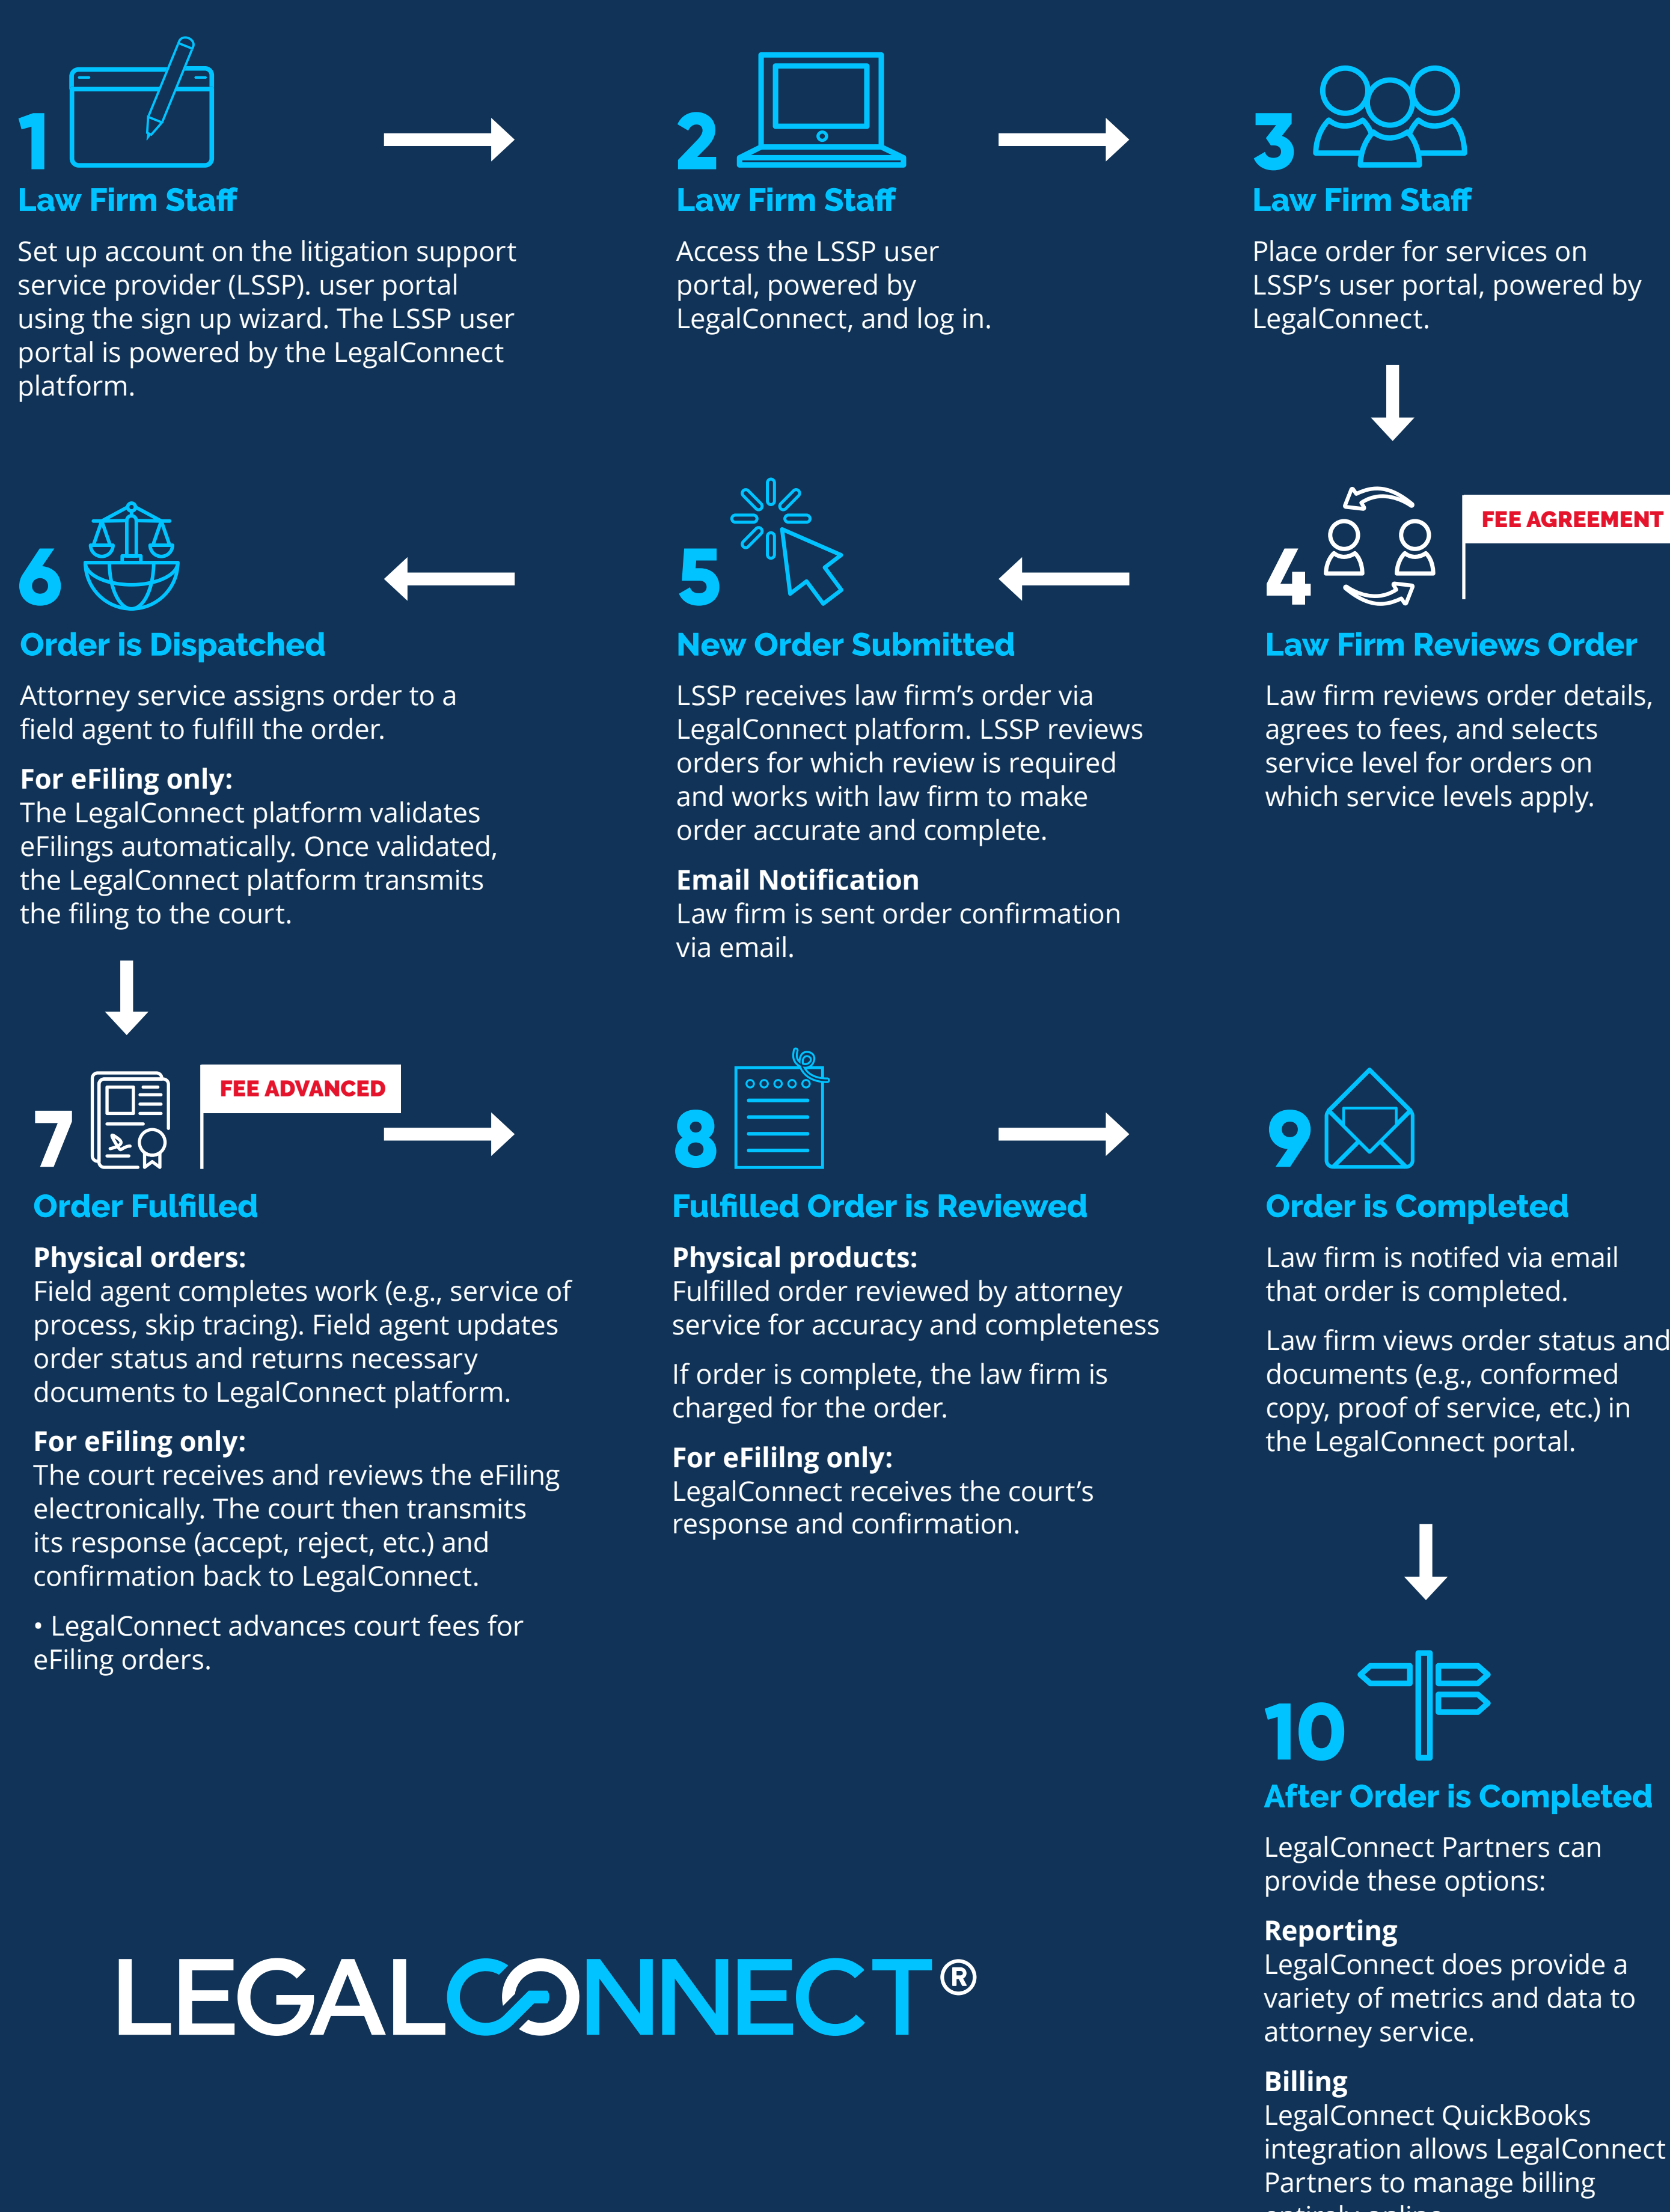 1
Law Firm Staff
Set up account on the litigation support
service provider (LSSP). user portal
using the sign up wizard. The LSSP user
portal is powered by the LegalConnect
platform.
2
Law Firm Staff
Access the LSSP user
portal, powered by
LegalConnect, and log in.
3
Law Firm Staff
Place order for services on
LSSP’s user portal, powered by
LegalConnect.
4
FEE AGREEMENT
Law Firm Reviews Order
Law firm reviews order details,
agrees to fees, and selects
service level for orders on
which service levels apply.
5
New Order Submitted
LSSP receives law firm’s order via
LegalConnect platform. LSSP reviews
orders for which review is required
and works with law firm to make
order accurate and complete.
Email Notification
Law firm is sent order confirmation
via email.
6
Order is Dispatched
Attorney service assigns order to a
field agent to fulfill the order.
For eFiling only:
The LegalConnect platform validates
eFilings automatically. Once validated,
the LegalConnect platform transmits
the filing to the court.
7
FEE ADVANCED
Order Fulfilled
Physical orders:
Field agent completes work (e.g., service of
process, skip tracing). Field agent updates
order status and returns necessary
documents to LegalConnect platform.
For eFiling only:
The court receives and reviews the eFiling
electronically. The court then transmits
its response (accept, reject, etc.) and
confirmation back to LegalConnect.
• LegalConnect advances court fees for
eFiling orders.
8
Fulfilled Order is Reviewed
Physical products:
Fulfilled order reviewed by attorney
service for accuracy and completeness
If order is complete, the law firm is
charged for the order.
For eFililng only:
LegalConnect receives the court’s
response and confirmation.
9
Order is Completed
Law firm is notifed via email
that order is completed.
Law firm views order status and
documents (e.g., conformed
copy, proof of service, etc.) in
the LegalConnect portal.
10
After Order is Completed
LegalConnect Partners can
provide these options:
Reporting
LegalConnect does provide a
variety of metrics and data to
attorney service.
Billing
LegalConnect QuickBooks
integration allows LegalConnect
Partners to manage billing
LEGALCONNECT®